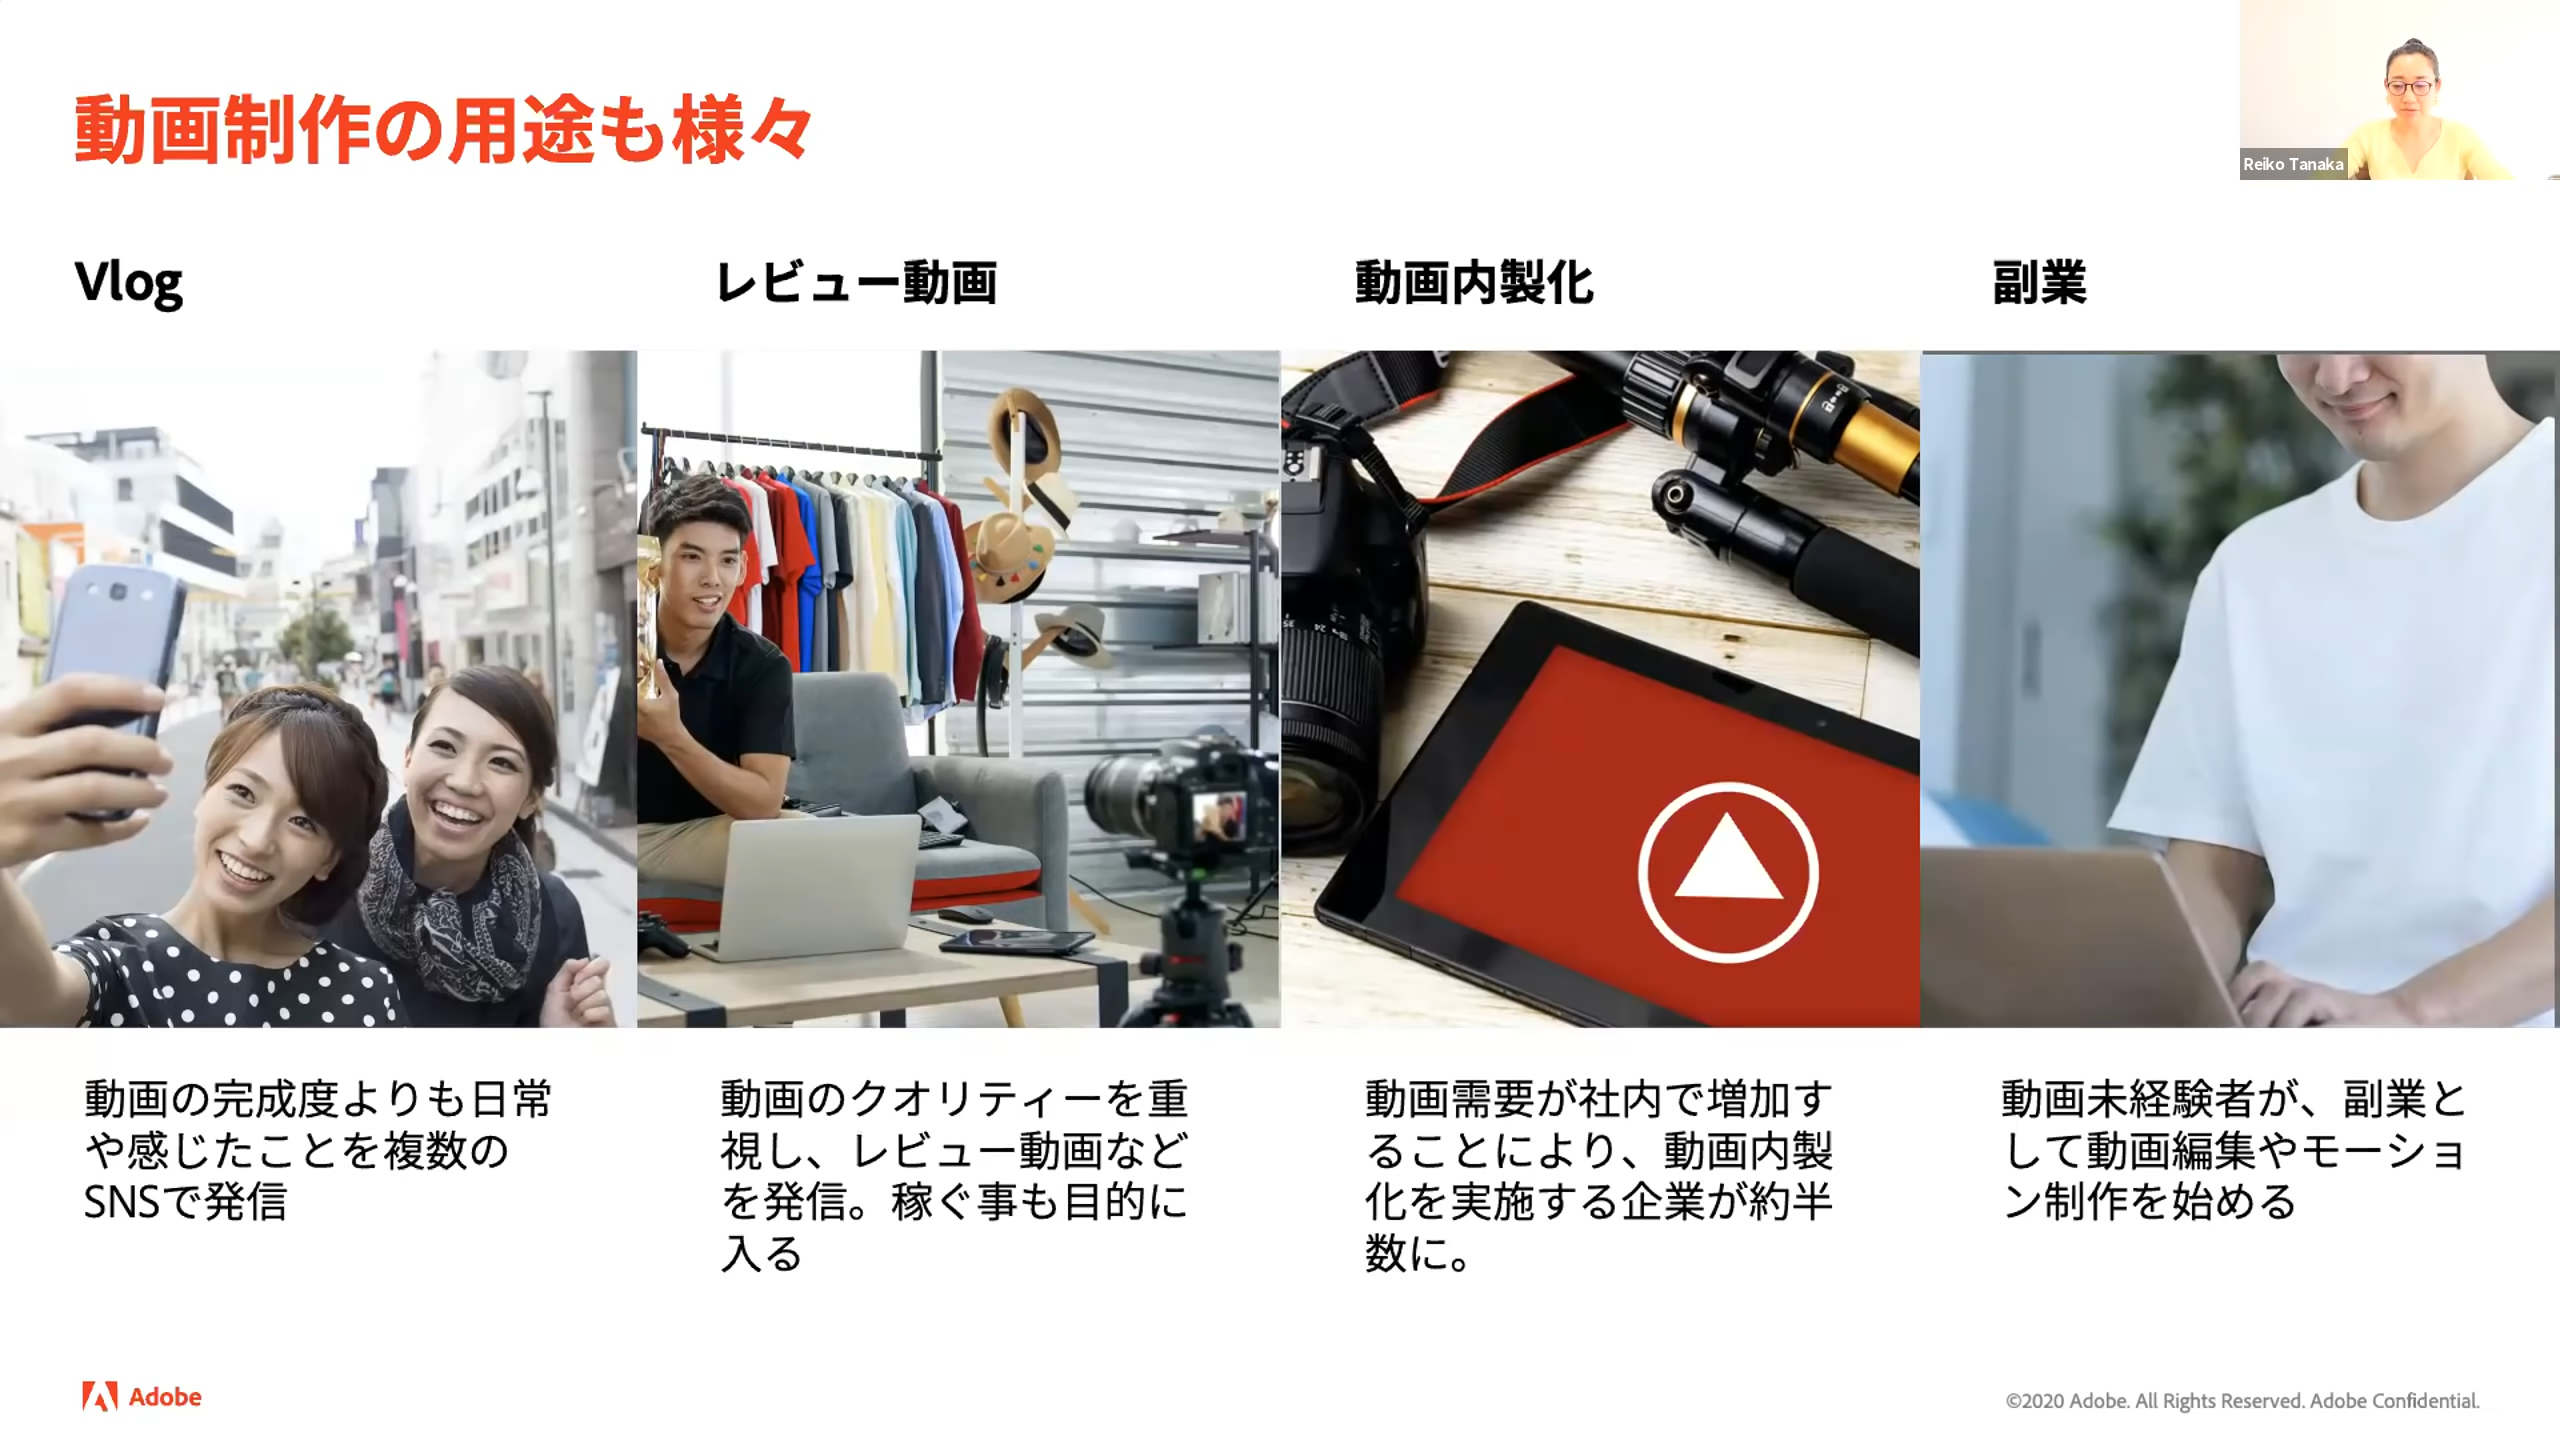 動画制作の用途も様々
Reiko Tanaka
Vlog
動画の完成度よりも日常
や感じたことを複数の
SNSで発信
レビュー動画
動画のクオリティーを重
視し、レビュー動画など
を発信。稼ぐ事も目的に
入る
動画内製化
動画需要が社内で増加す
ることにより、動画内製
化を実施する企業が約半
数に。
副業
動画未経験者が、副業と
して動画編集やモーショ
ン制作を始める
Adobe
©2020 Adobe. All Rights Reserved. Adobe Confidential.